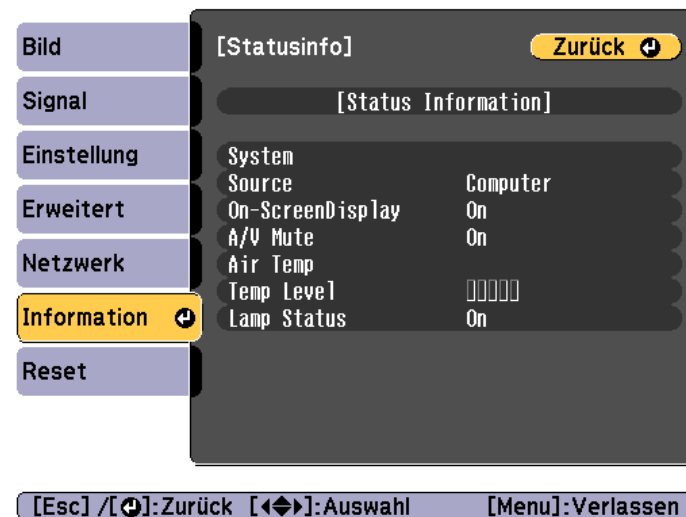 Bild
Signal
Einstellung
Erweitert
Netzwerk
Information
Reset
[Statusinfo]
Zurück
[Status Information]
System
Source Computer
On-ScreenDisplay On
A/V Mute On
Air Temp
Temp Level
Lamp Status On
[Esc] /[]:Zurück []:Auswahl [Menu]:Verlassen